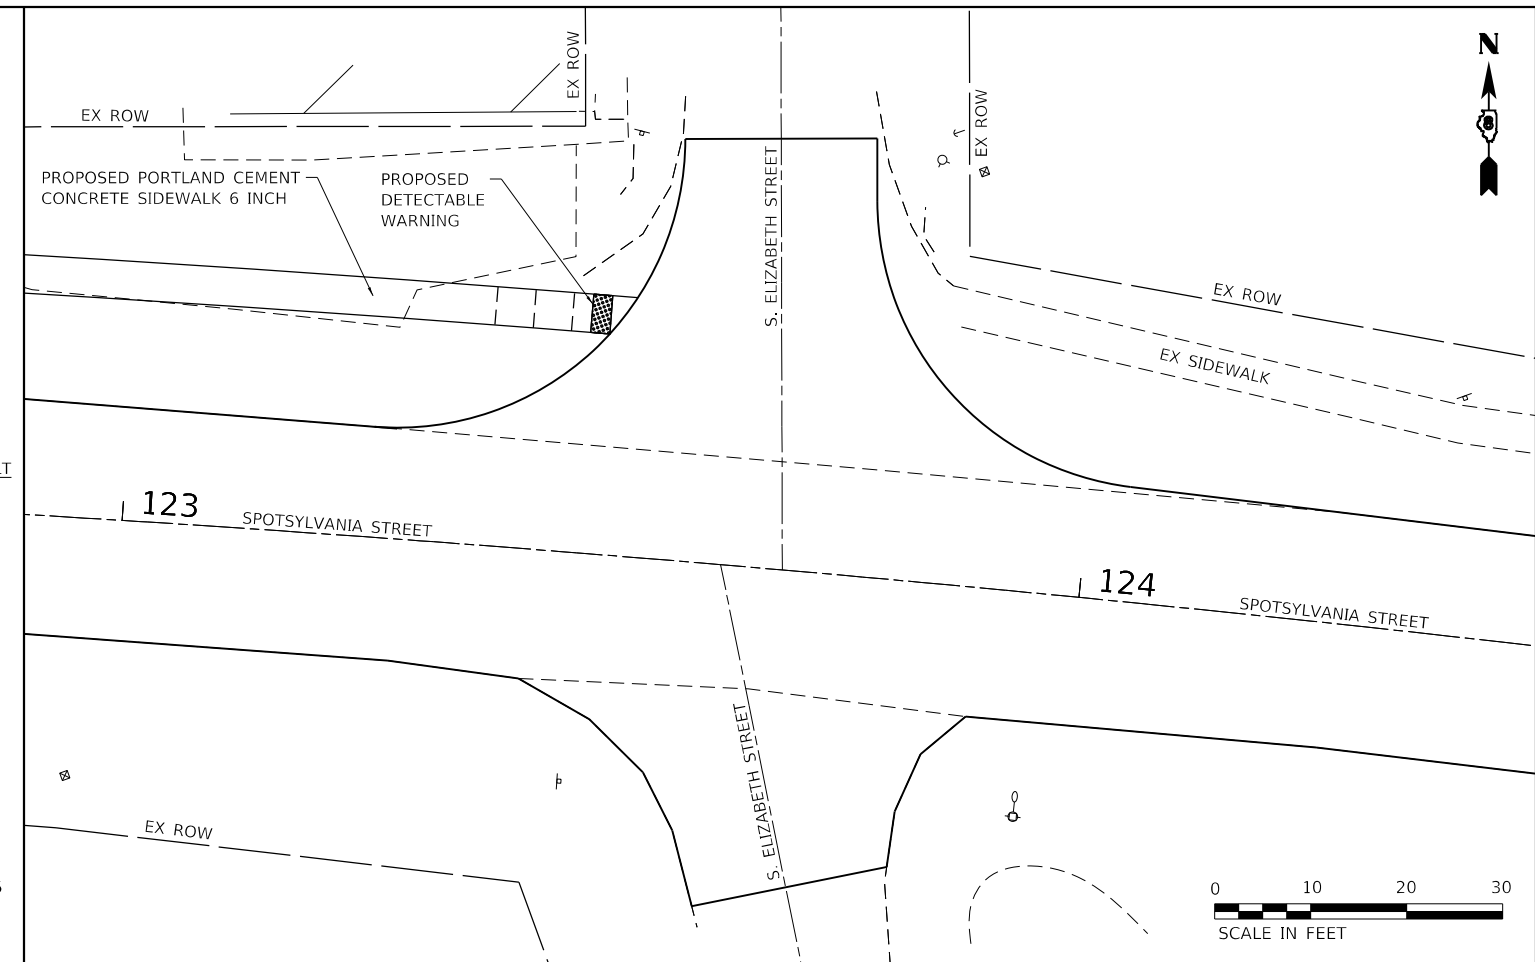 EX ROW
EX ROW
EX ROW
N
8
PROPOSED PORTLAND CEMENT
CONCRETE SIDEWALK 6 INCH
PROPOSED
DETECTABLE
WARNING
S. ELIZABETH STREET
EX ROW
EX SIDEWALK
LT
123
SPOTSYLVANIA STREET
124
SPOTSYLVANIA STREET
S. ELIZABETH STREET
EX ROW
0 10 20 30
SCALE IN FEET